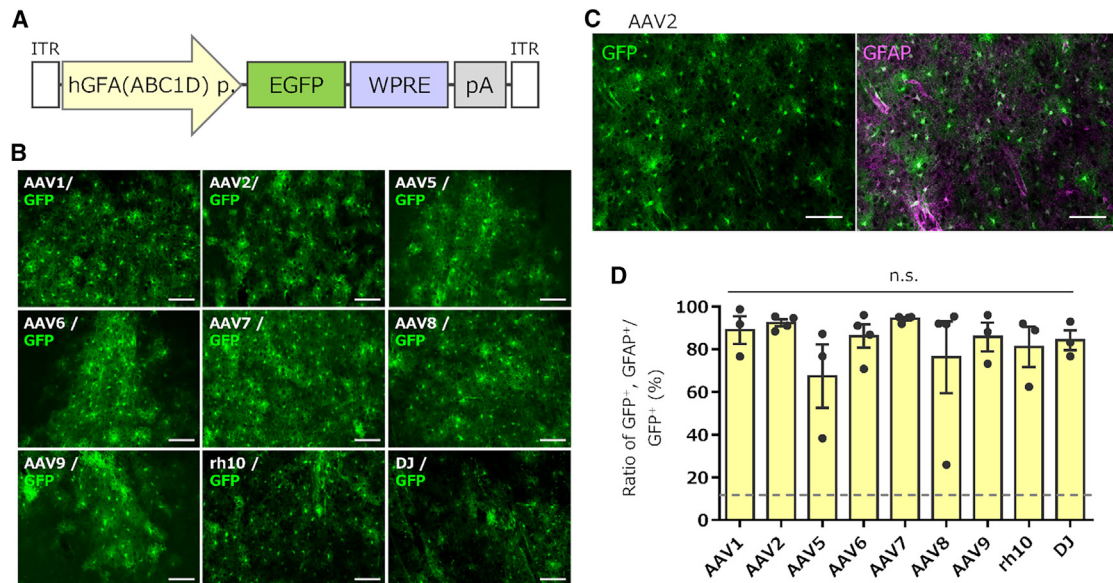 A
ITR
ITR
hGFA(ABC1D) p.
EGFP
WPRE
pA
B
AAV1/
GFP
AAV2/
GFP
AAV5 /
GFP
AAV6 /
GFP
AAV7 /
GFP
AAV8 /
GFP
AAV9 /
GFP
rh10 /
GFP
DJ /
GFP
C
AAV2
GFP
GFAP
D
n.s.
Ratio of GFP⁺, GFAP⁺/
GFP⁺ (%)
100
80
60
40
20
0
AAV1
AAV2
AAV5
AAV6
AAV7
AAV8
AAV9
rh10
DJ